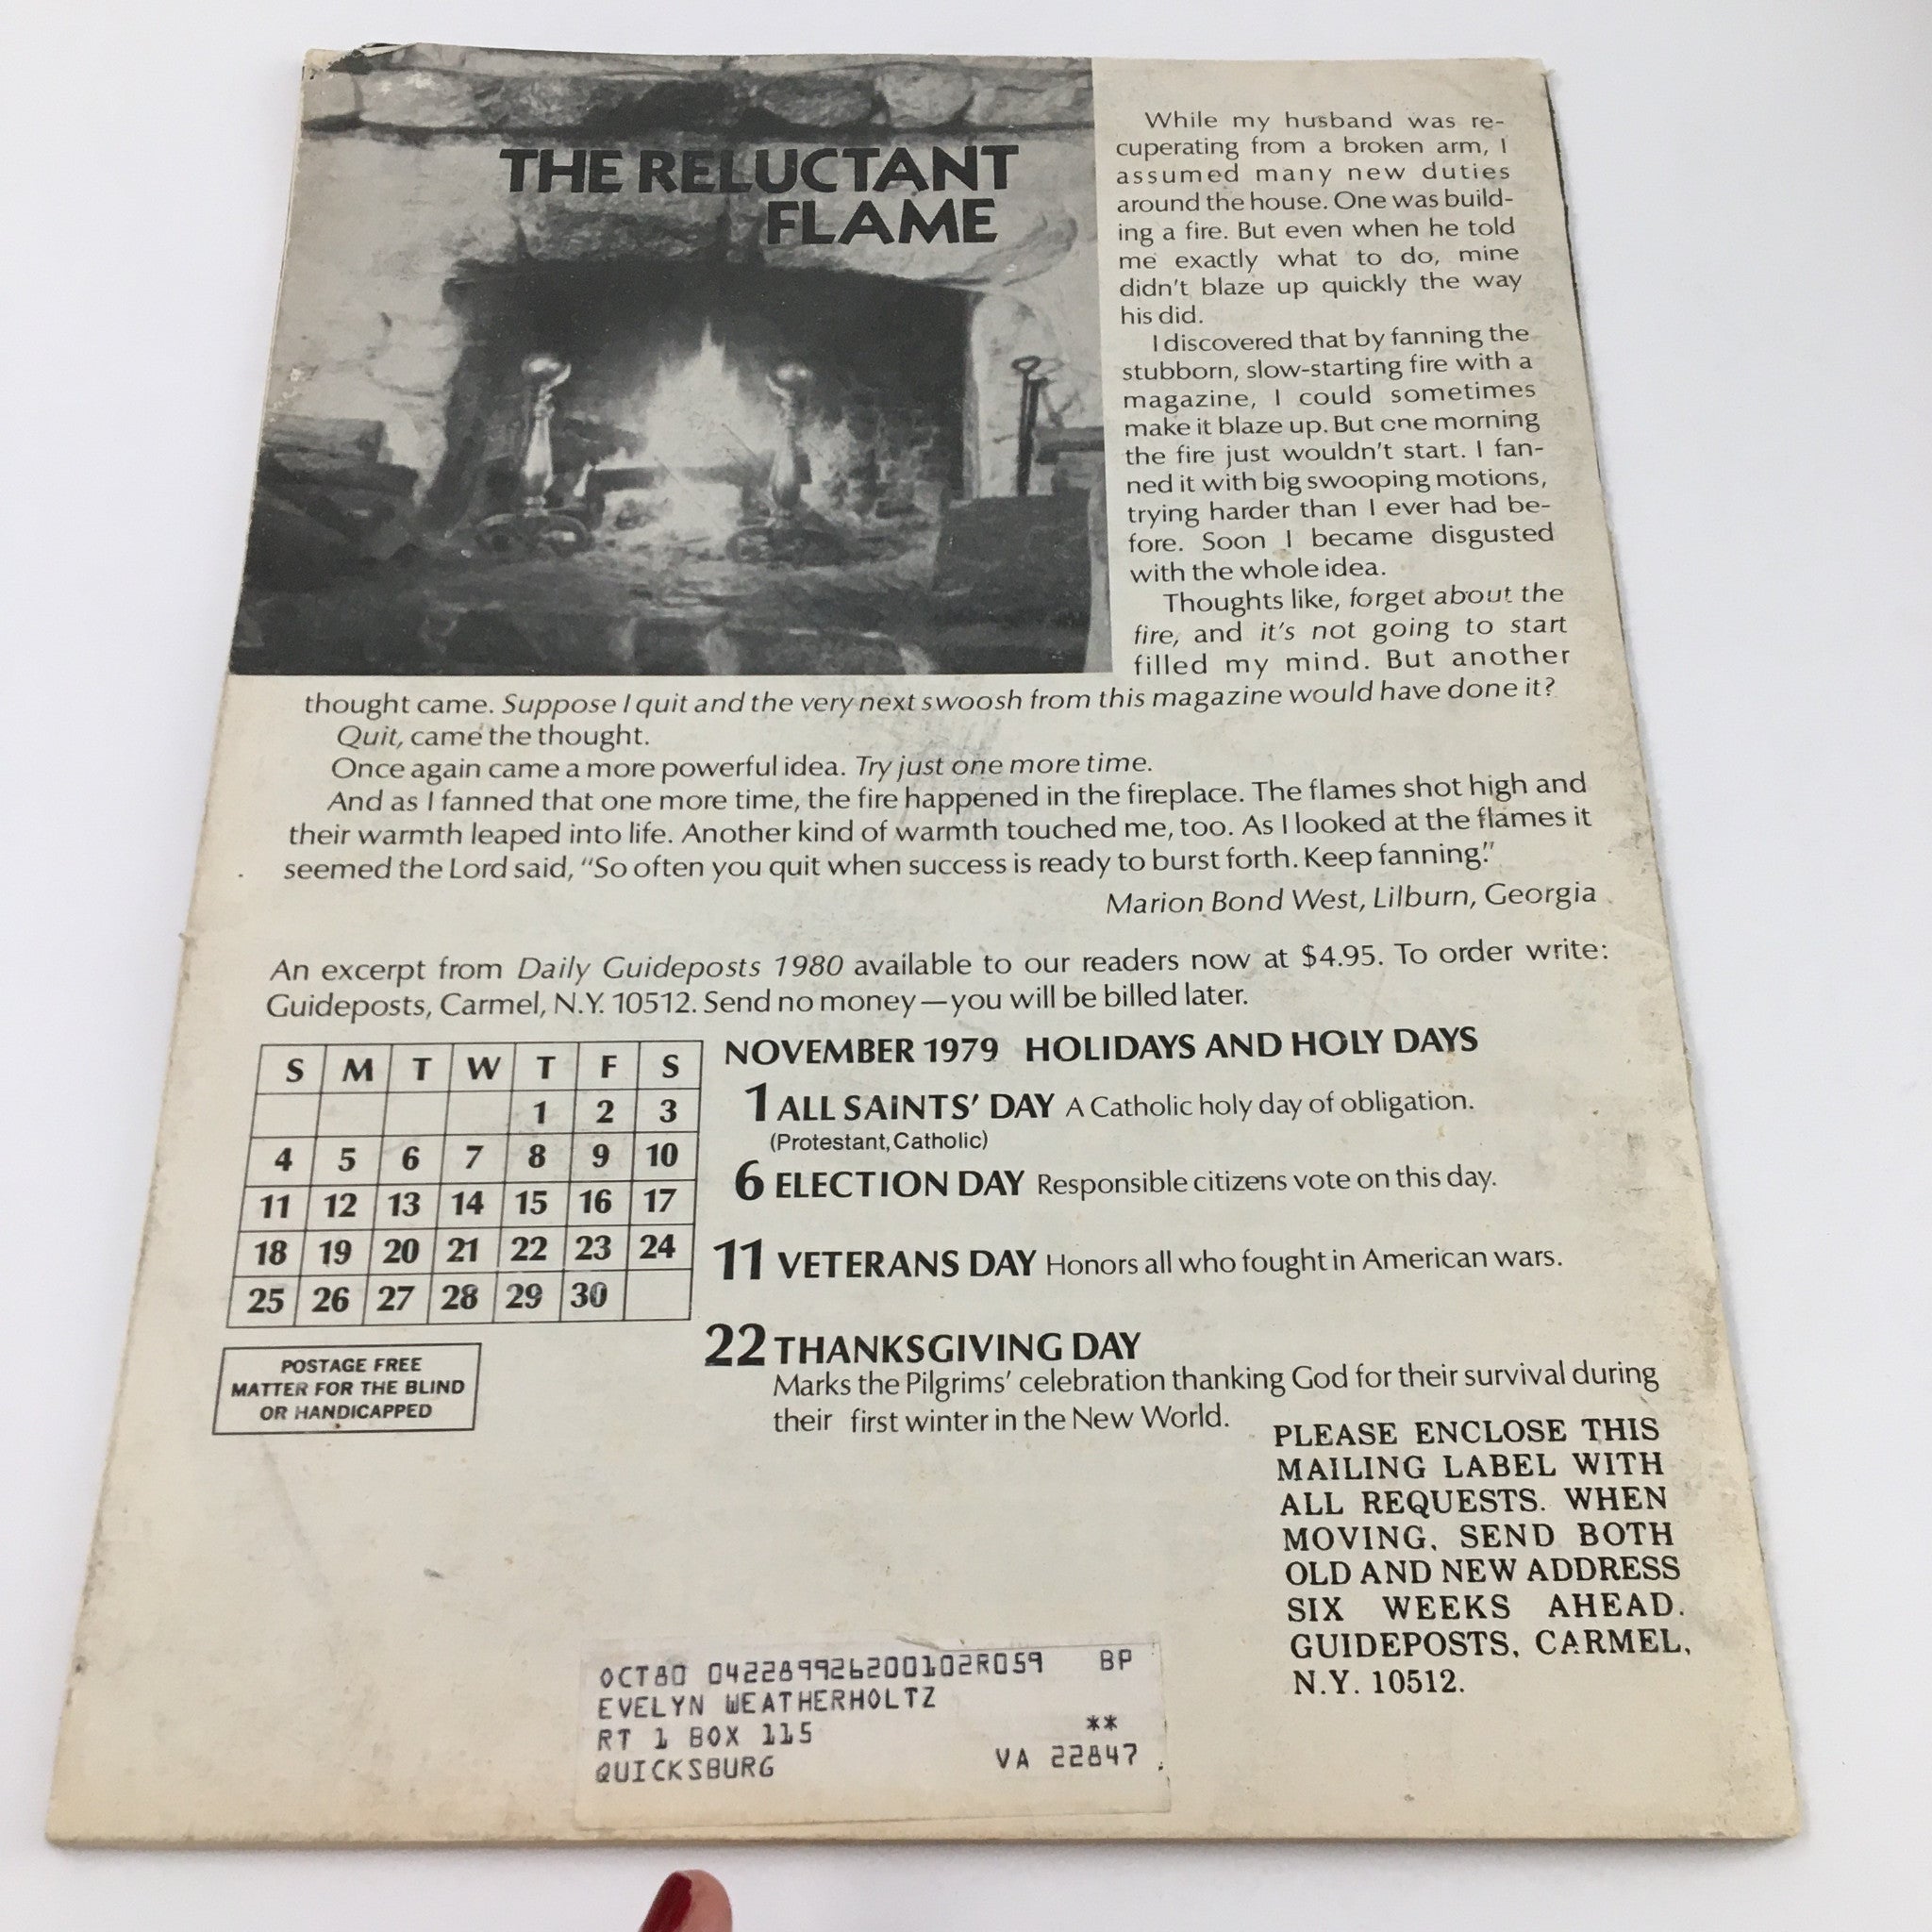 THE RELUCTANT
FLAME
While my husband was re-
cuperating from a broken arm, I
assumed many new duties
around the house. One was build-
ing a fire. But even when he told
me exactly what to do, mine
didn't blaze up quickly the way
his did.
I discovered that by fanning the
stubborn, slow-starting fire with a
magazine, I could sometimes
make it blaze up. But one morning
the fire just wouldn't start. I fan-
ned it with big swooping motions,
trying harder than I ever had be-
fore. Soon I became disgusted
with the whole idea.
Thoughts like, forget about the
fire, and it's not going to start
filled my mind. But another
thought came. Suppose I quit and the very next swoosh from this magazine would have done it?
Quit, came the thought.
Once again came a more powerful idea. Try just one more time.
And as I fanned that one more time, the fire happened in the fireplace. The flames shot high and
their warmth leaped into life. Another kind of warmth touched me, too. As I looked at the flames it
seemed the Lord said, "So often you quit when success is ready to burst forth. Keep fanning."
Marion Bond West, Lilburn, Georgia
An excerpt from Daily Guideposts 1980 available to our readers now at $4.95. To order write:
Guideposts, Carmel, N.Y. 10512. Send no money—you will be billed later.
S M T W T F S
1 2 3
4 5 6 7 8 9 10
11 12 13 14 15 16 17
18 19 20 21 22 23 24
25 26 27 28 29 30
NOVEMBER 1979 HOLIDAYS AND HOLY DAYS
1 ALL SAINTS' DAY A Catholic holy day of obligation.
(Protestant, Catholic)
6 ELECTION DAY Responsible citizens vote on this day.
11 VETERANS DAY Honors all who fought in American wars.
22 THANKSGIVING DAY
Marks the Pilgrims' celebration thanking God for their survival during
their first winter in the New World.
POSTAGE FREE
MATTER FOR THE BLIND
OR HANDICAPPED
PLEASE ENCLOSE THIS
MAILING LABEL WITH
ALL REQUESTS. WHEN
MOVING, SEND BOTH
OLD AND NEW ADDRESS
SIX WEEKS AHEAD.
GUIDEPOSTS, CARMEL,
N.Y. 10512.
OCT80 042289926200102R059 BP
EVELYN WEATHERHOLTZ
RT 1 BOX 115 **
QUICKSBURG VA 22847